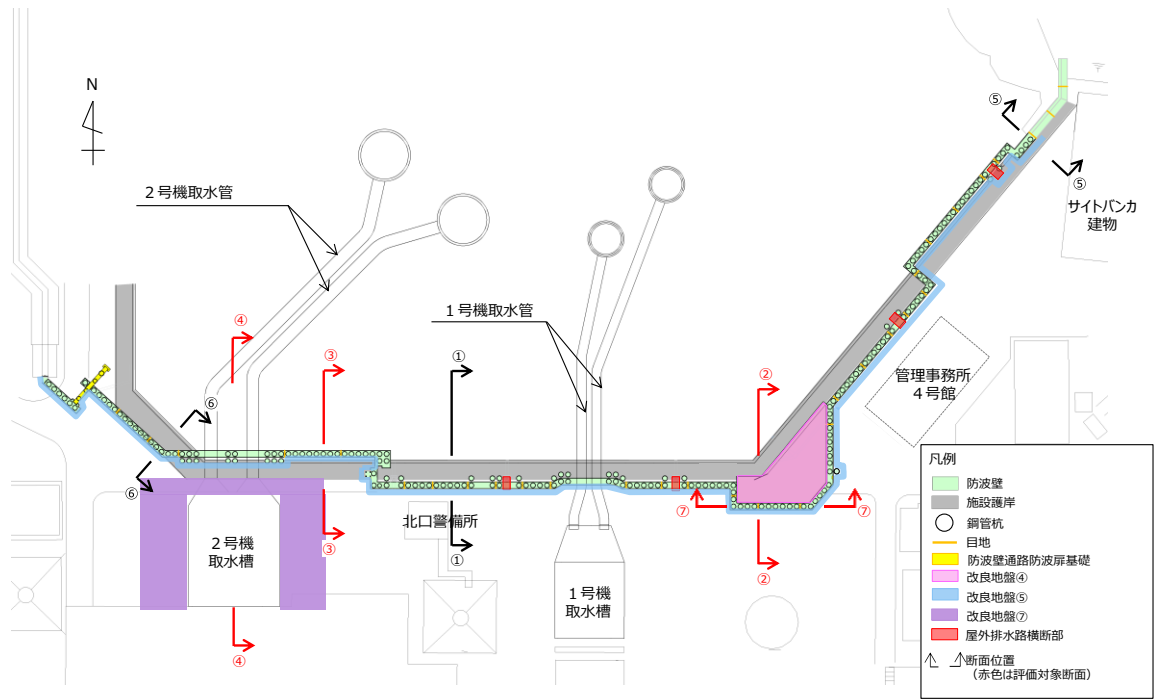 N
2号機取水管
1号機取水管
⑤
⑤
サイトバンカ
建物
④
③
①
②
管理事務所
4号館
⑥
⑥
⑦
⑦
北口警備所
③
①
②
2号機
取水槽
1号機
取水槽
④
凡例
防波壁
施設護岸
鋼管杭
目地
防波壁通路防波扉基礎
改良地盤④
改良地盤⑤
改良地盤⑦
屋外排水路横断部
断面位置
(赤色は評価対象断面)